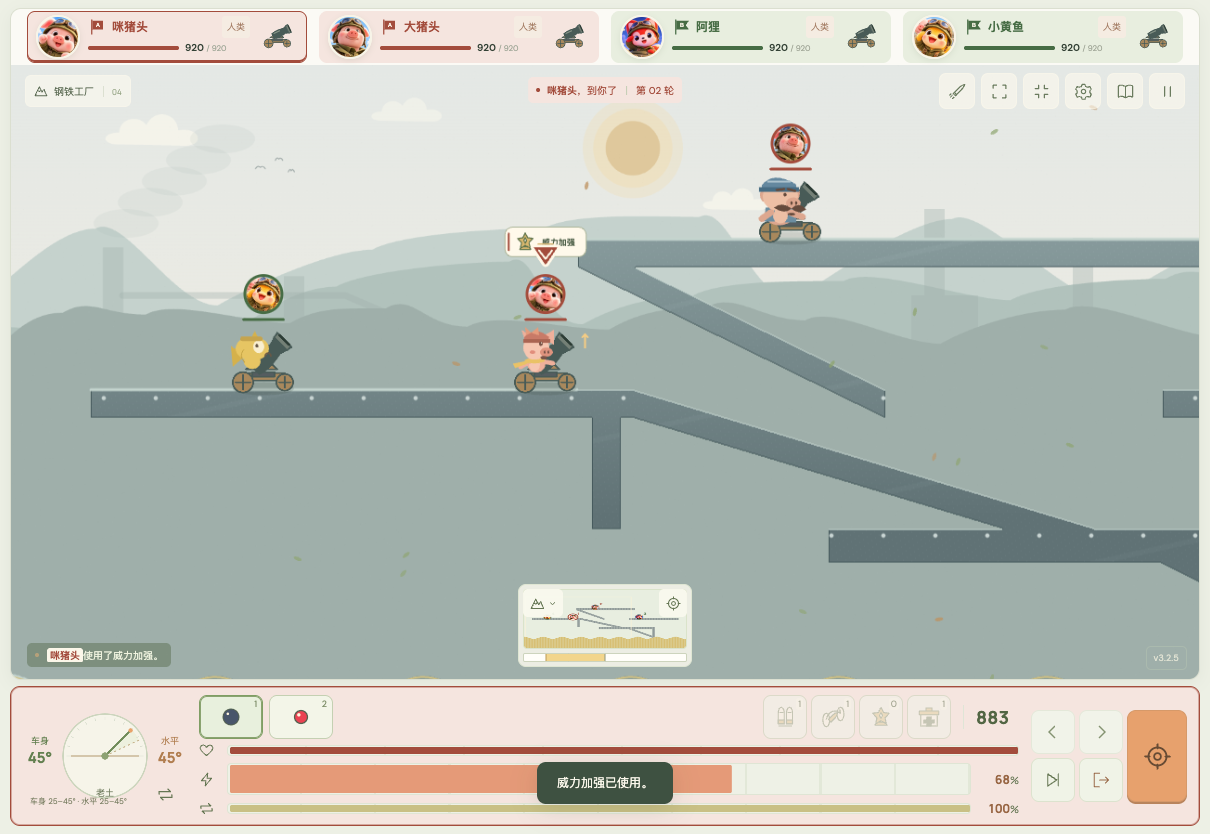 咪猪头
人类
920 / 920
大猪头
人类
920 / 920
阿狸
人类
920 / 920
小黄鱼
人类
920 / 920
钢铁工厂 04
咪猪头，到你了 第 02 轮
威力加强
咪猪头使用了威力加强。
v3.2.5
1
2
1
1
0
1
883
车身
45°
水平
45°
老士
车身 25–45° · 水平 25–45°
68%
威力加强已使用。
100%